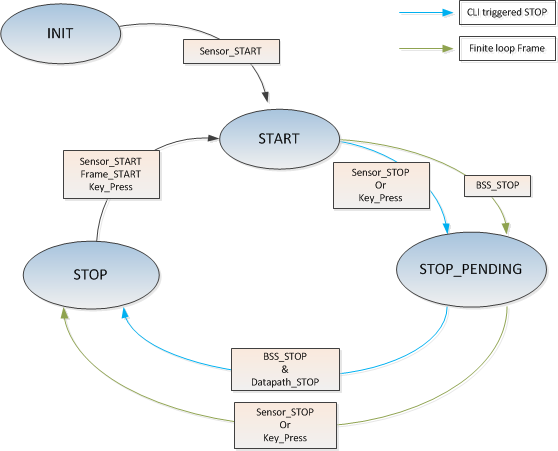 CLI triggered STOP
INIT
Finite loop Frame
Sensor_START
START
Sensor_START
Frame_START
Key_Press
Sensor_STOP
Or
Key_Press
BSS_STOP
STOP
STOP_PENDING
BSS_STOP
&
Datapath_STOP
Sensor_STOP
Or
Key_Press